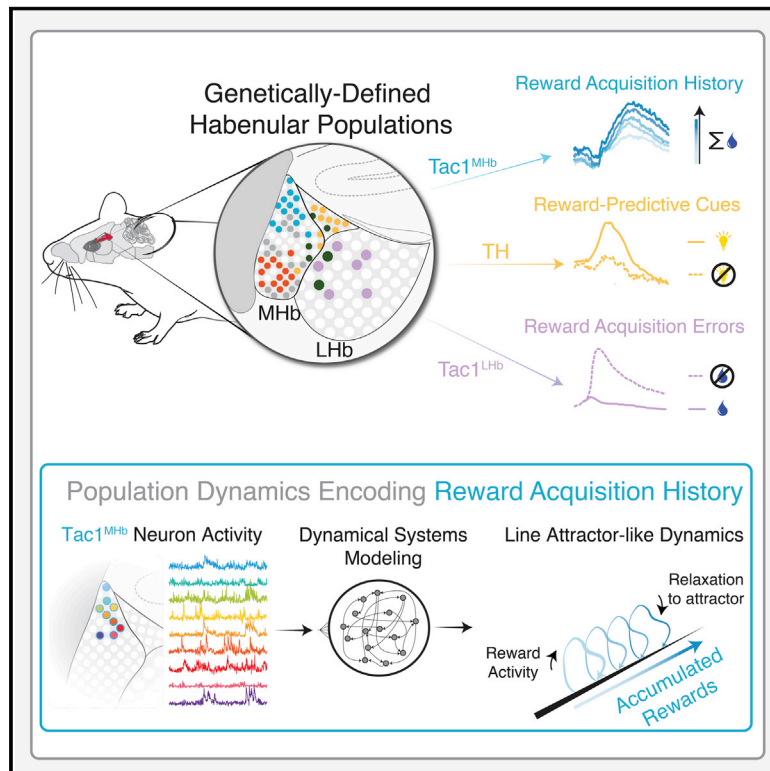 Genetically-Defined
Habenular Populations
MHb
LHb
Tac1MHb
TH
Tac1LHb
Reward Acquisition History
Σ
Reward-Predictive Cues
Reward Acquisition Errors
Population Dynamics Encoding Reward Acquisition History
Tac1MHb Neuron Activity
Dynamical Systems
Modeling
Line Attractor-like Dynamics
Relaxation
to attractor
Reward
Activity
Accumulated
Rewards